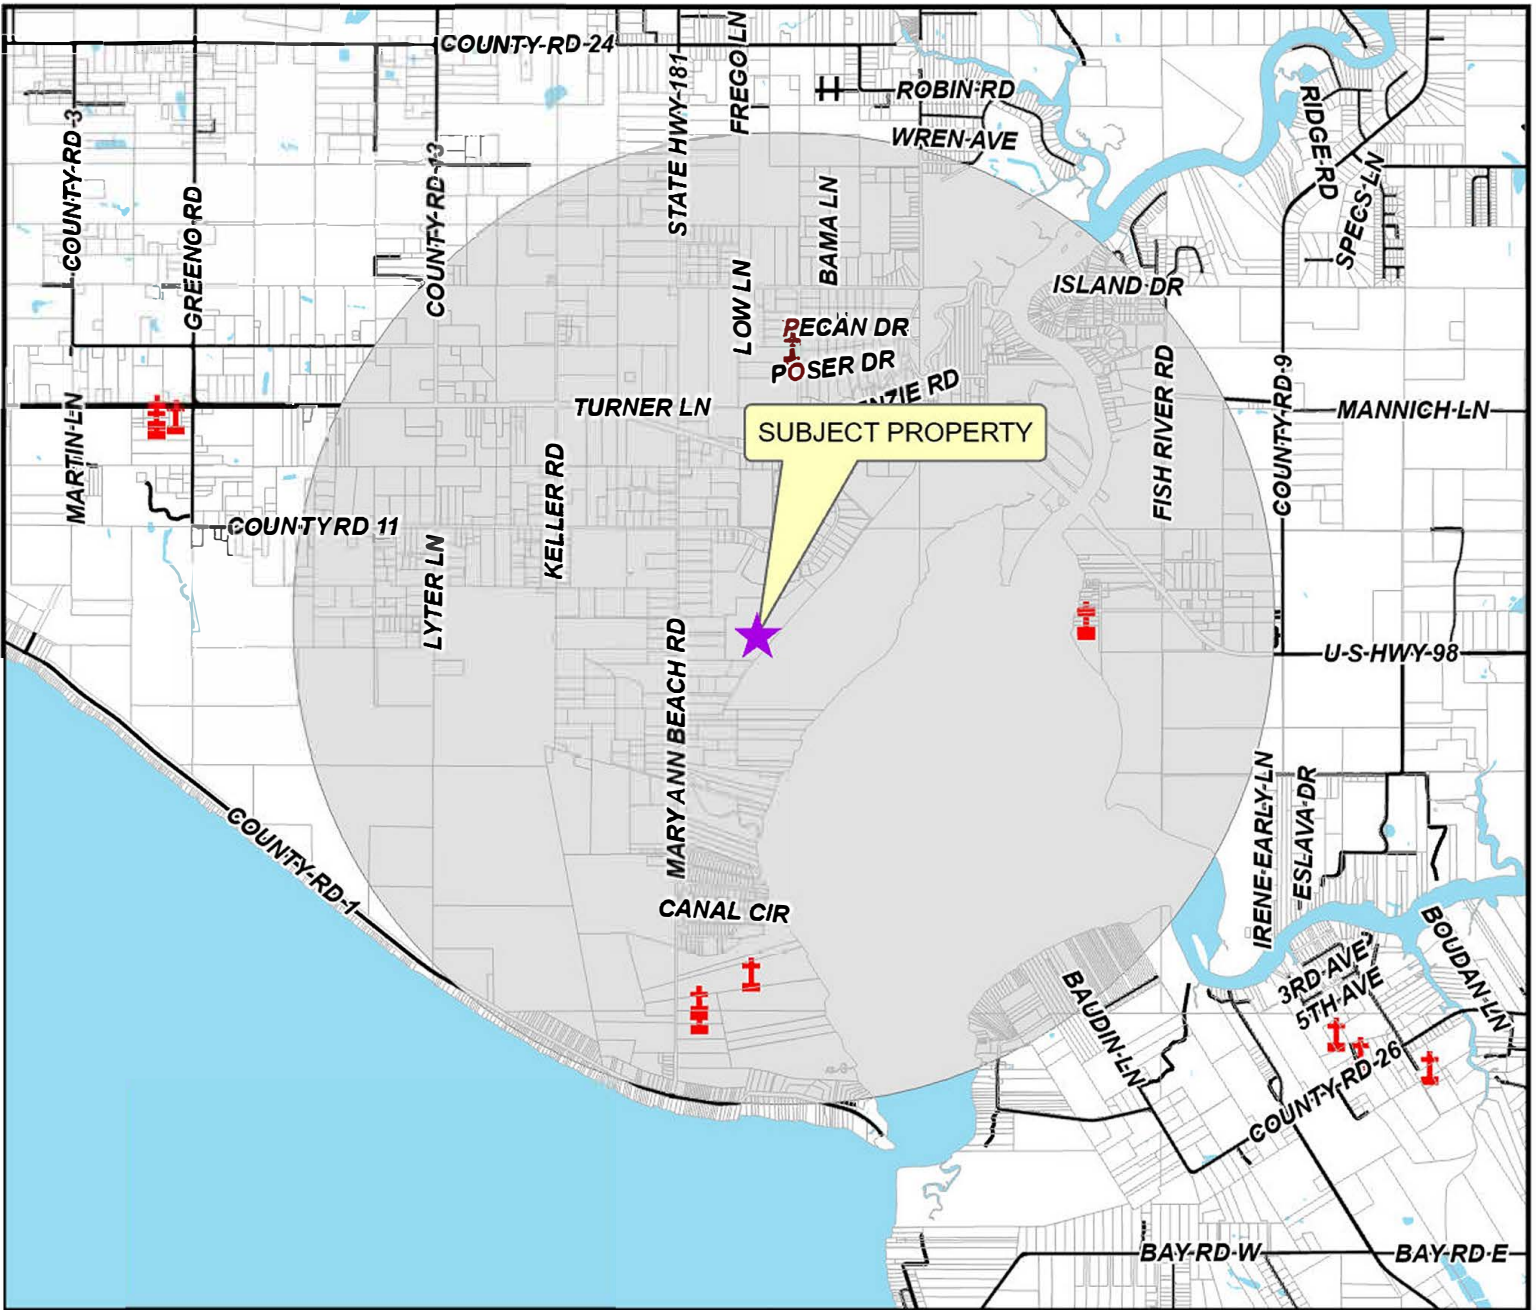 COUNTY-RD-24
FREGO LN
STATE HWY-181
ROBIN-RD
WREN-AVE
RIDGE-RD
SPECS-LN
COUNTY-RD-3
GREENO-RD
COUNTY-RD-13
BAMA LN
LOW LN
ISLAND DR
PECAN DR
POSER DR
ENZIE RD
TURNER LN
SUBJECT PROPERTY
FISH RIVER RD
COUNTY-RD-9
MANNICH-LN
MARTIN-LN
KELLER RD
COUNTY RD 11
LYTER LN
MARY ANN BEACH RD
U-S-HWY-98
COUNTY-RD-1
CANAL CIR
IRENE-EARLY-LN
ESLAVA-DR
BOUDAN-LN
3RD-AVE
5TH-AVE
BAUDIN-LN
COUNTY-RD-26
BAY-RD-W
BAY-RD-E